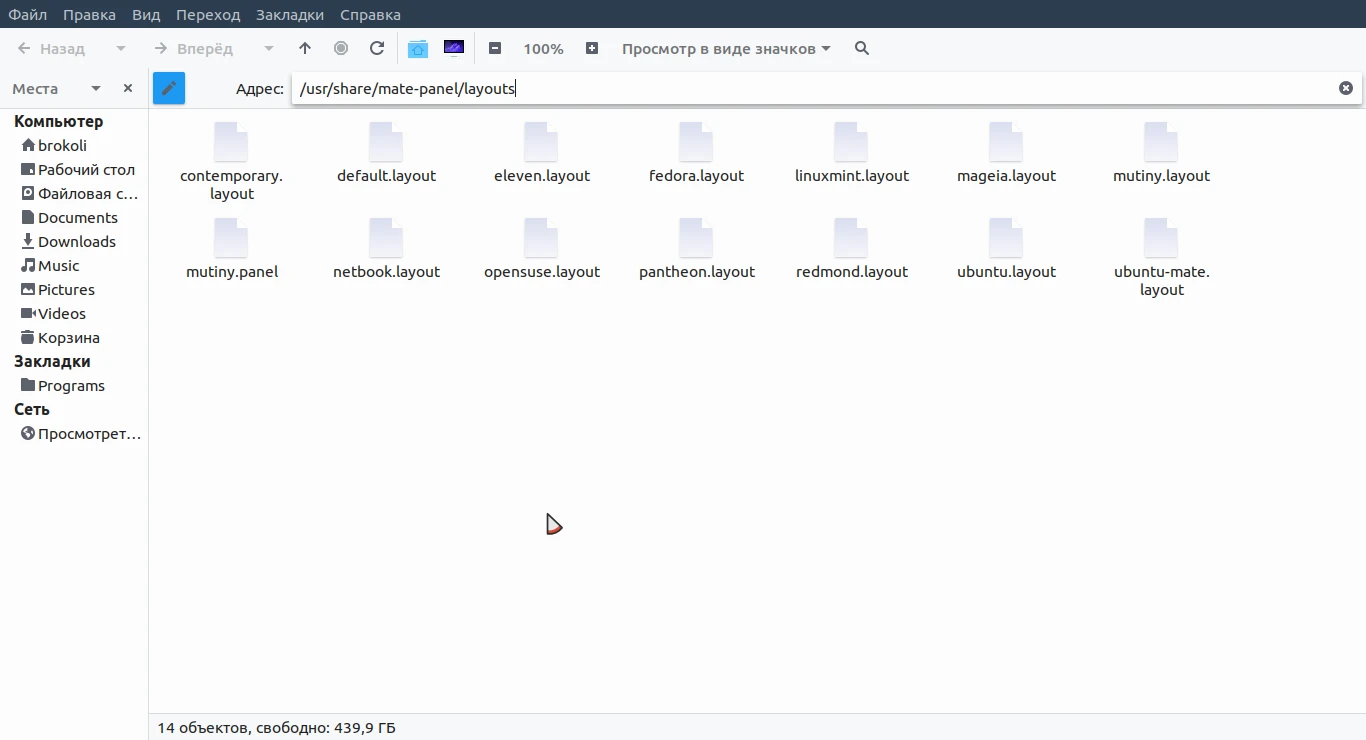 Файл Правка Вид Переход Закладки Справка
Назад Вперёд 100% Просмотр в виде значков
Места Адрес: /usr/share/mate-panel/layouts
Компьютер
brokoli
Рабочий стол
Файловая с...
Documents
Downloads
Music
Pictures
Videos
Корзина
Закладки
Programs
Сеть
Просмотрет...
contemporary.
layout
default.layout
eleven.layout
fedora.layout
linuxmint.layout
mageia.layout
mutiny.layout
mutiny.panel
netbook.layout
opensuse.layout
pantheon.layout
redmond.layout
ubuntu.layout
ubuntu-mate.
layout
14 объектов, свободно: 439,9 ГБ